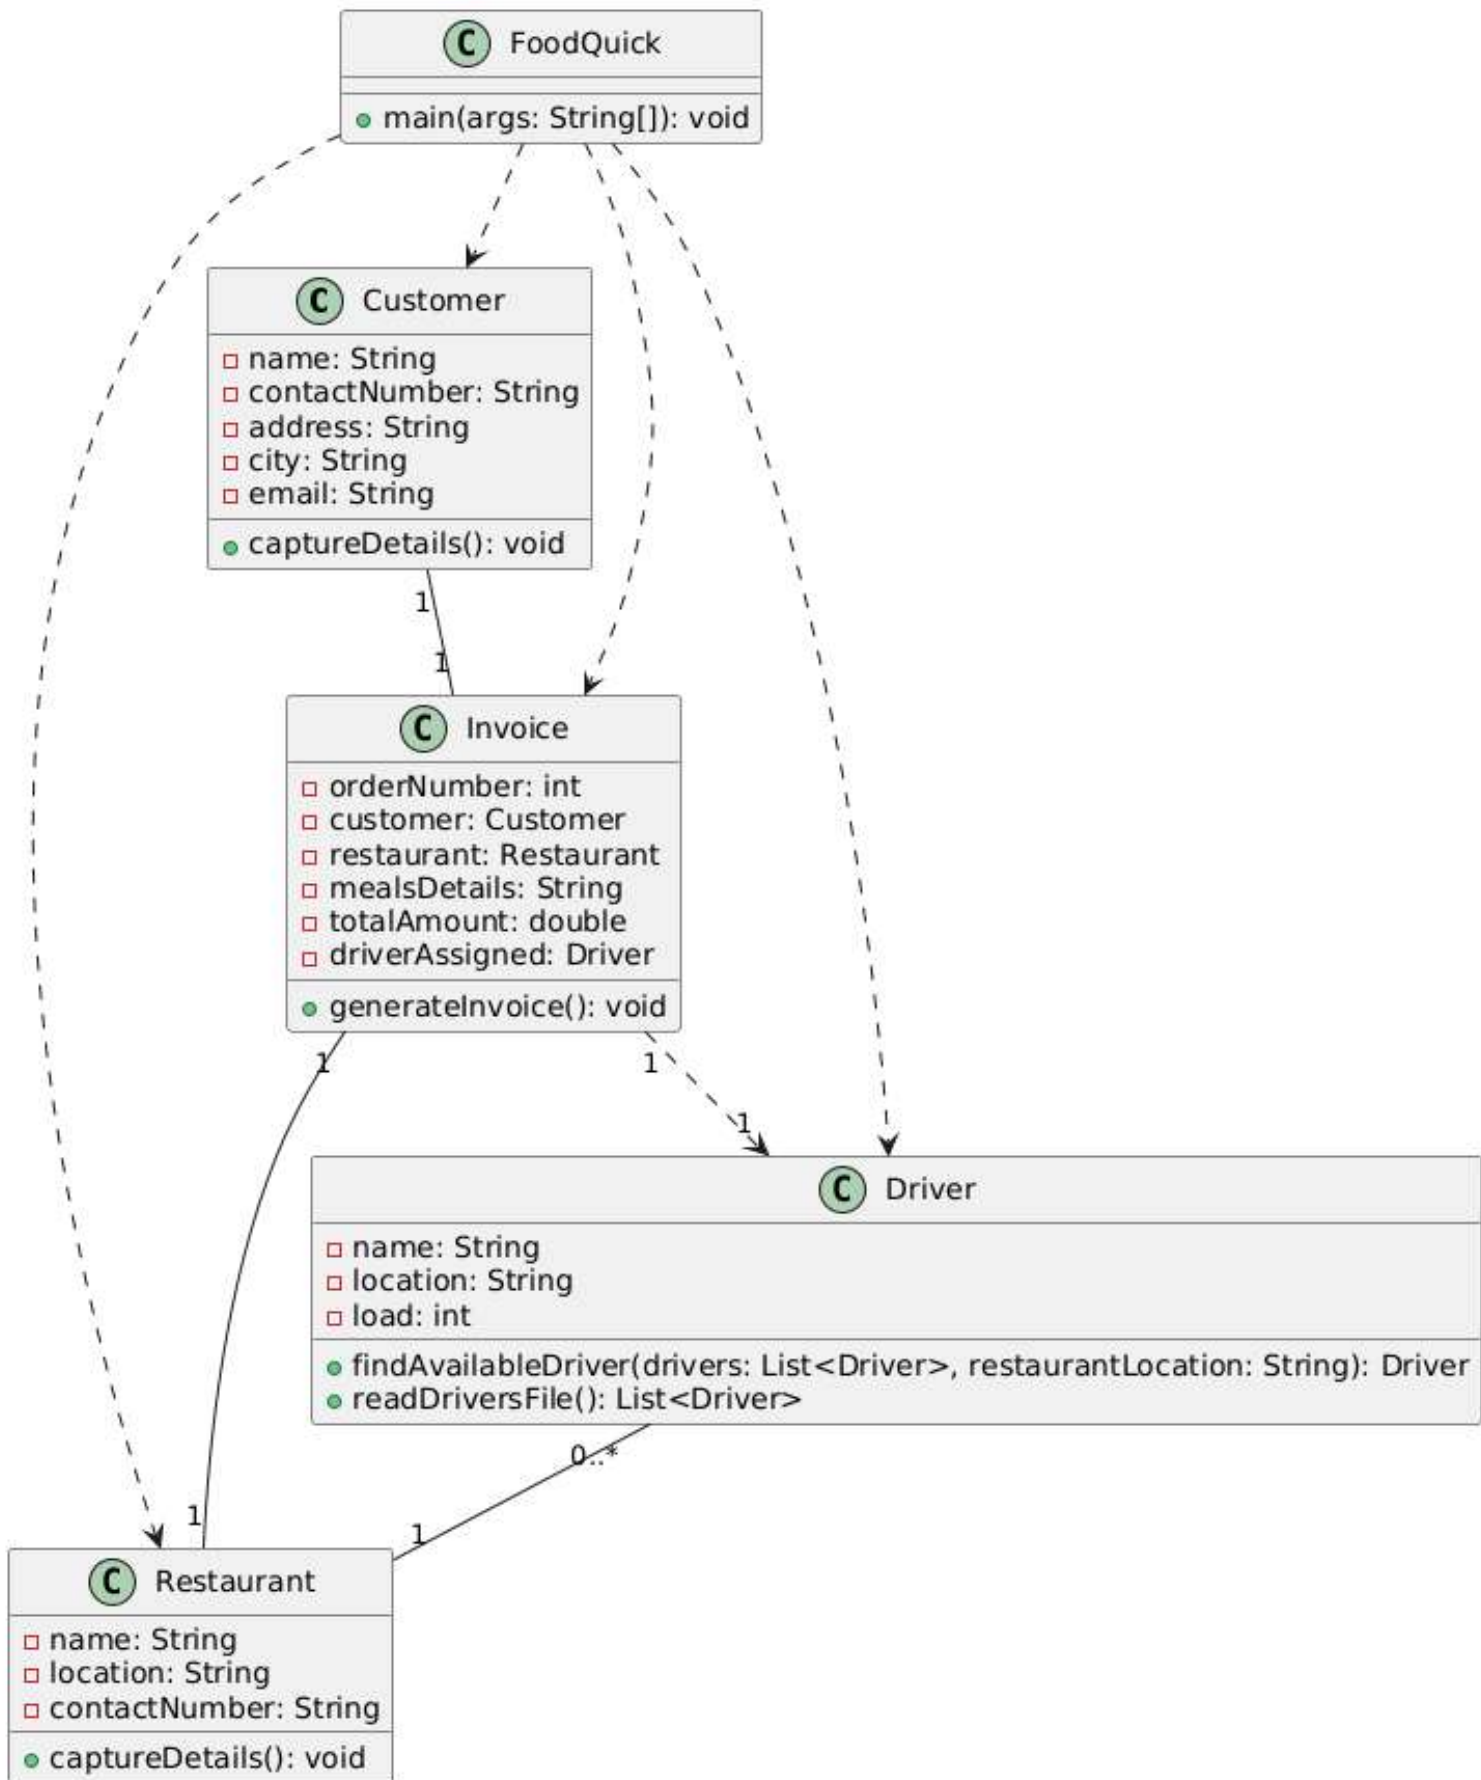 C FoodQuick
main(args: String[]): void
C Customer
name: String
contactNumber: String
address: String
city: String
email: String
captureDetails(): void
1
1
C Invoice
orderNumber: int
customer: Customer
restaurant: Restaurant
mealsDetails: String
totalAmount: double
driverAssigned: Driver
generateInvoice(): void
1
1
1
C Driver
name: String
location: String
load: int
findAvailableDriver(drivers: List<Driver>, restaurantLocation: String): Driver
readDriversFile(): List<Driver>
0..*
1
1
C Restaurant
name: String
location: String
contactNumber: String
captureDetails(): void